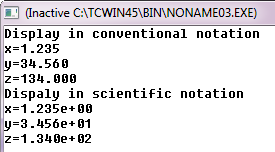 (Inactive C:\TCWIN45\BIN\NONAME03.EXE)
Display in conventional notation
x=1.235
y=34.560
z=134.000
Dispaly in scientific notation
x=1.235e+00
y=3.456e+01
z=1.340e+02